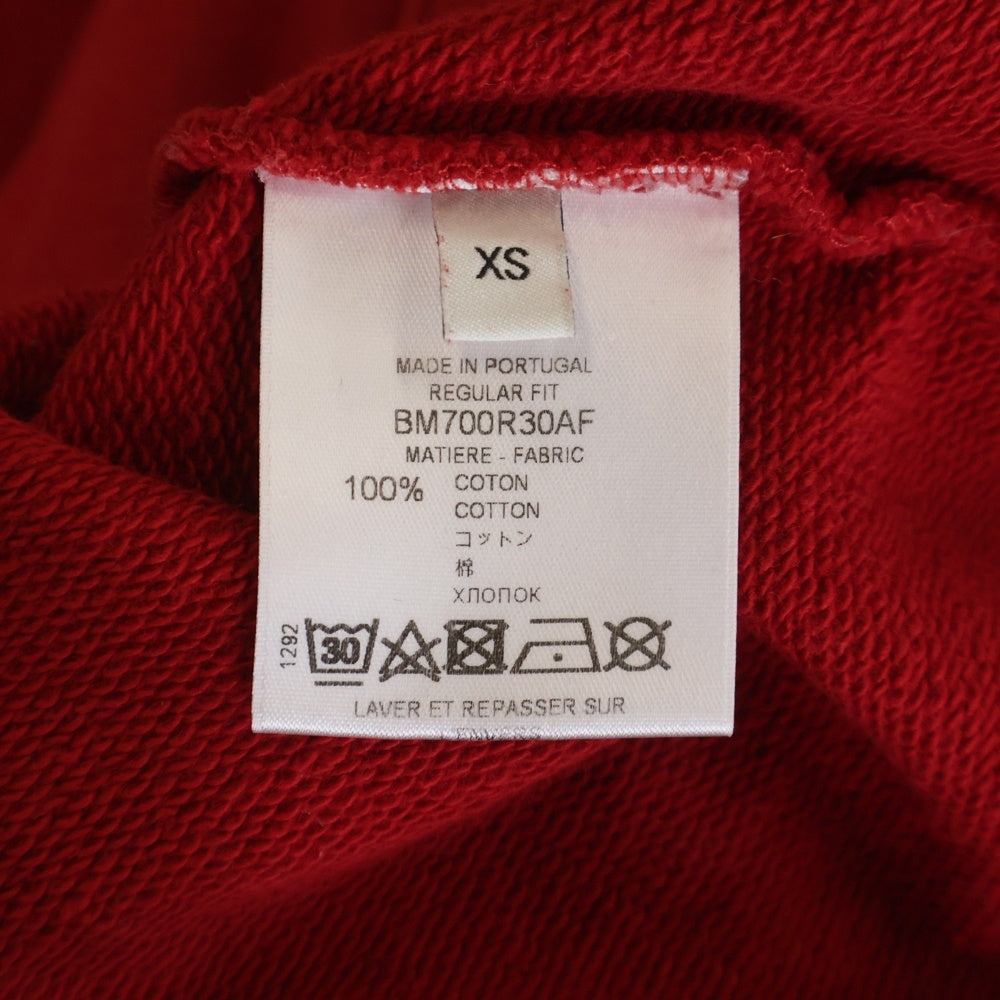 XS
MADE IN PORTUGAL
REGULAR FIT
BM700R30AF
MATIERE - FABRIC
100% COTON
COTTON
コットン
棉
ХЛОПОК
1292
30
LAVER ET REPASSER SUR